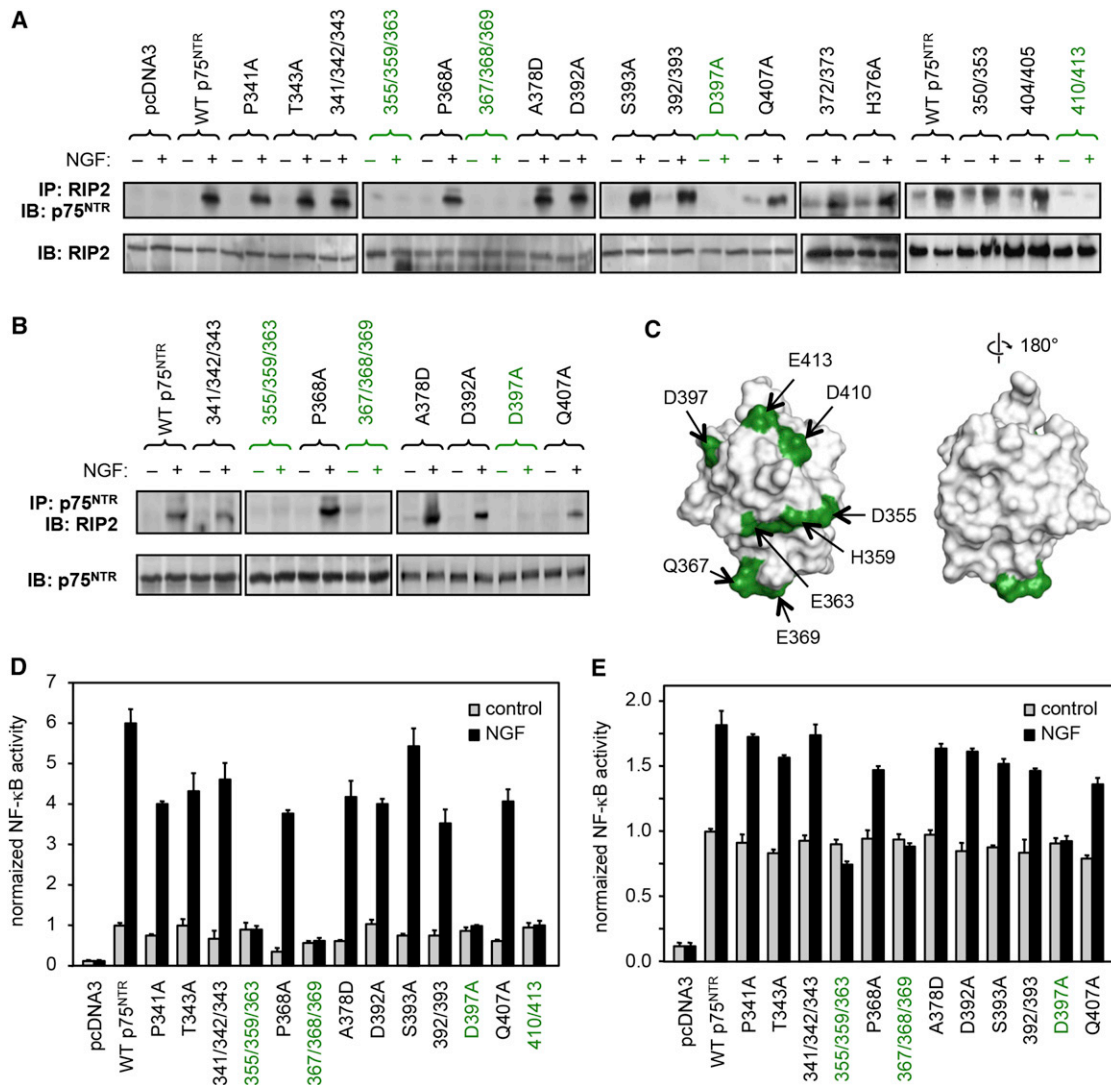 A
pcDNA3
WT p75NTR
P341A
T343A
341/342/343
355/359/363
P368A
367/368/369
A378D
D392A
S393A
392/393
D397A
Q407A
372/373
H376A
WT p75NTR
350/353
404/405
410/413
NGF: – + – + – + – + – + – + – + – + – + – + – + – + – + – + – + – + – + – + – + – +
IP: RIP2
IB: p75NTR
IB: RIP2
B
WT p75NTR
341/342/343
355/359/363
P368A
367/368/369
A378D
D392A
D397A
Q407A
NGF: – + – + – + – + – + – + – + – + – +
IP: p75NTR
IB: RIP2
IB: p75NTR
C
180°
E413
D397
D410
D355
H359
Q367
E363
E369
D
normaized NF-κB activity
7
6
5
4
3
2
1
0
control
NGF
pcDNA3
WT p75NTR
P341A
T343A
341/342/343
355/359/363
P368A
367/368/369
A378D
D392A
S393A
392/393
D397A
Q407A
410/413
E
normaized NF-κB activity
2.0
1.5
1.0
0.5
0.0
control
NGF
pcDNA3
WT p75NTR
P341A
T343A
341/342/343
355/359/363
P368A
367/368/369
A378D
D392A
S393A
392/393
D397A
Q407A